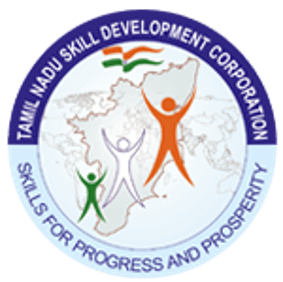 TAMIL NADU SKILL DEVELOPMENT CORPORATION
SKILLS FOR PROGRESS AND PROSPERITY